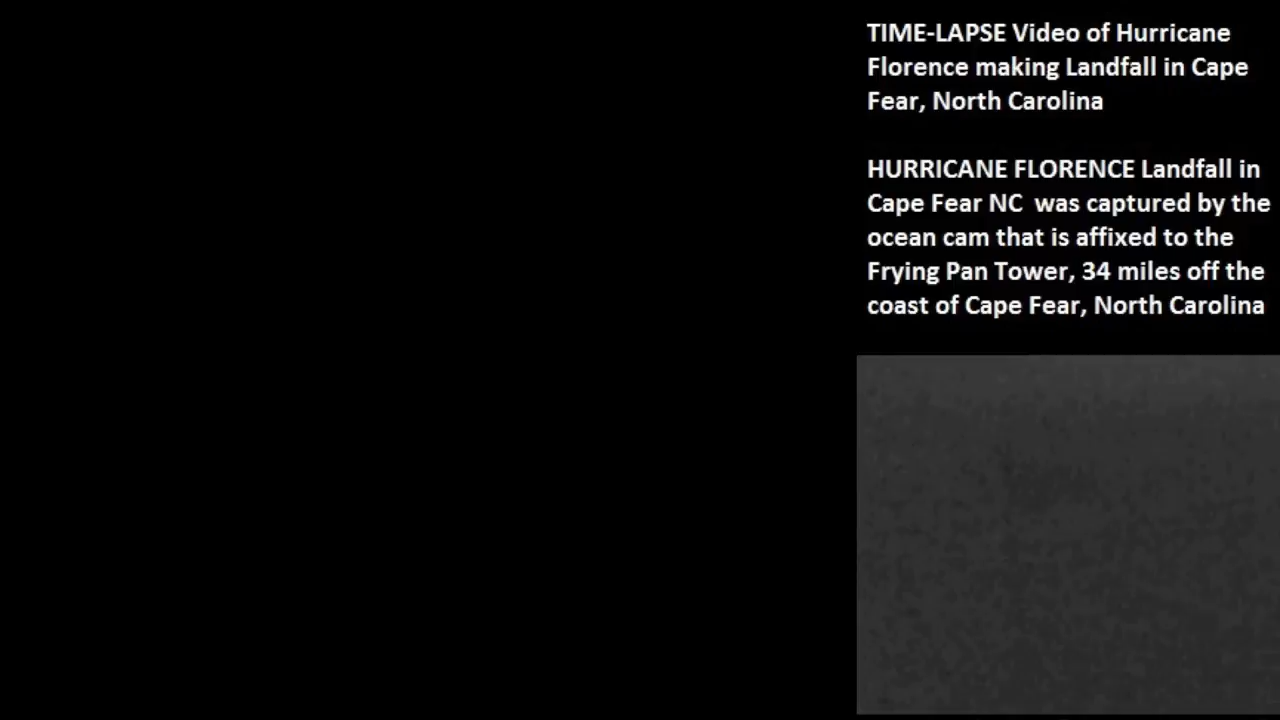 TIME-LAPSE Video of Hurricane
Florence making Landfall in Cape
Fear, North Carolina
HURRICANE FLORENCE Landfall in
Cape Fear NC  was captured by the
ocean cam that is affixed to the
Frying Pan Tower, 34 miles off the
coast of Cape Fear, North Carolina